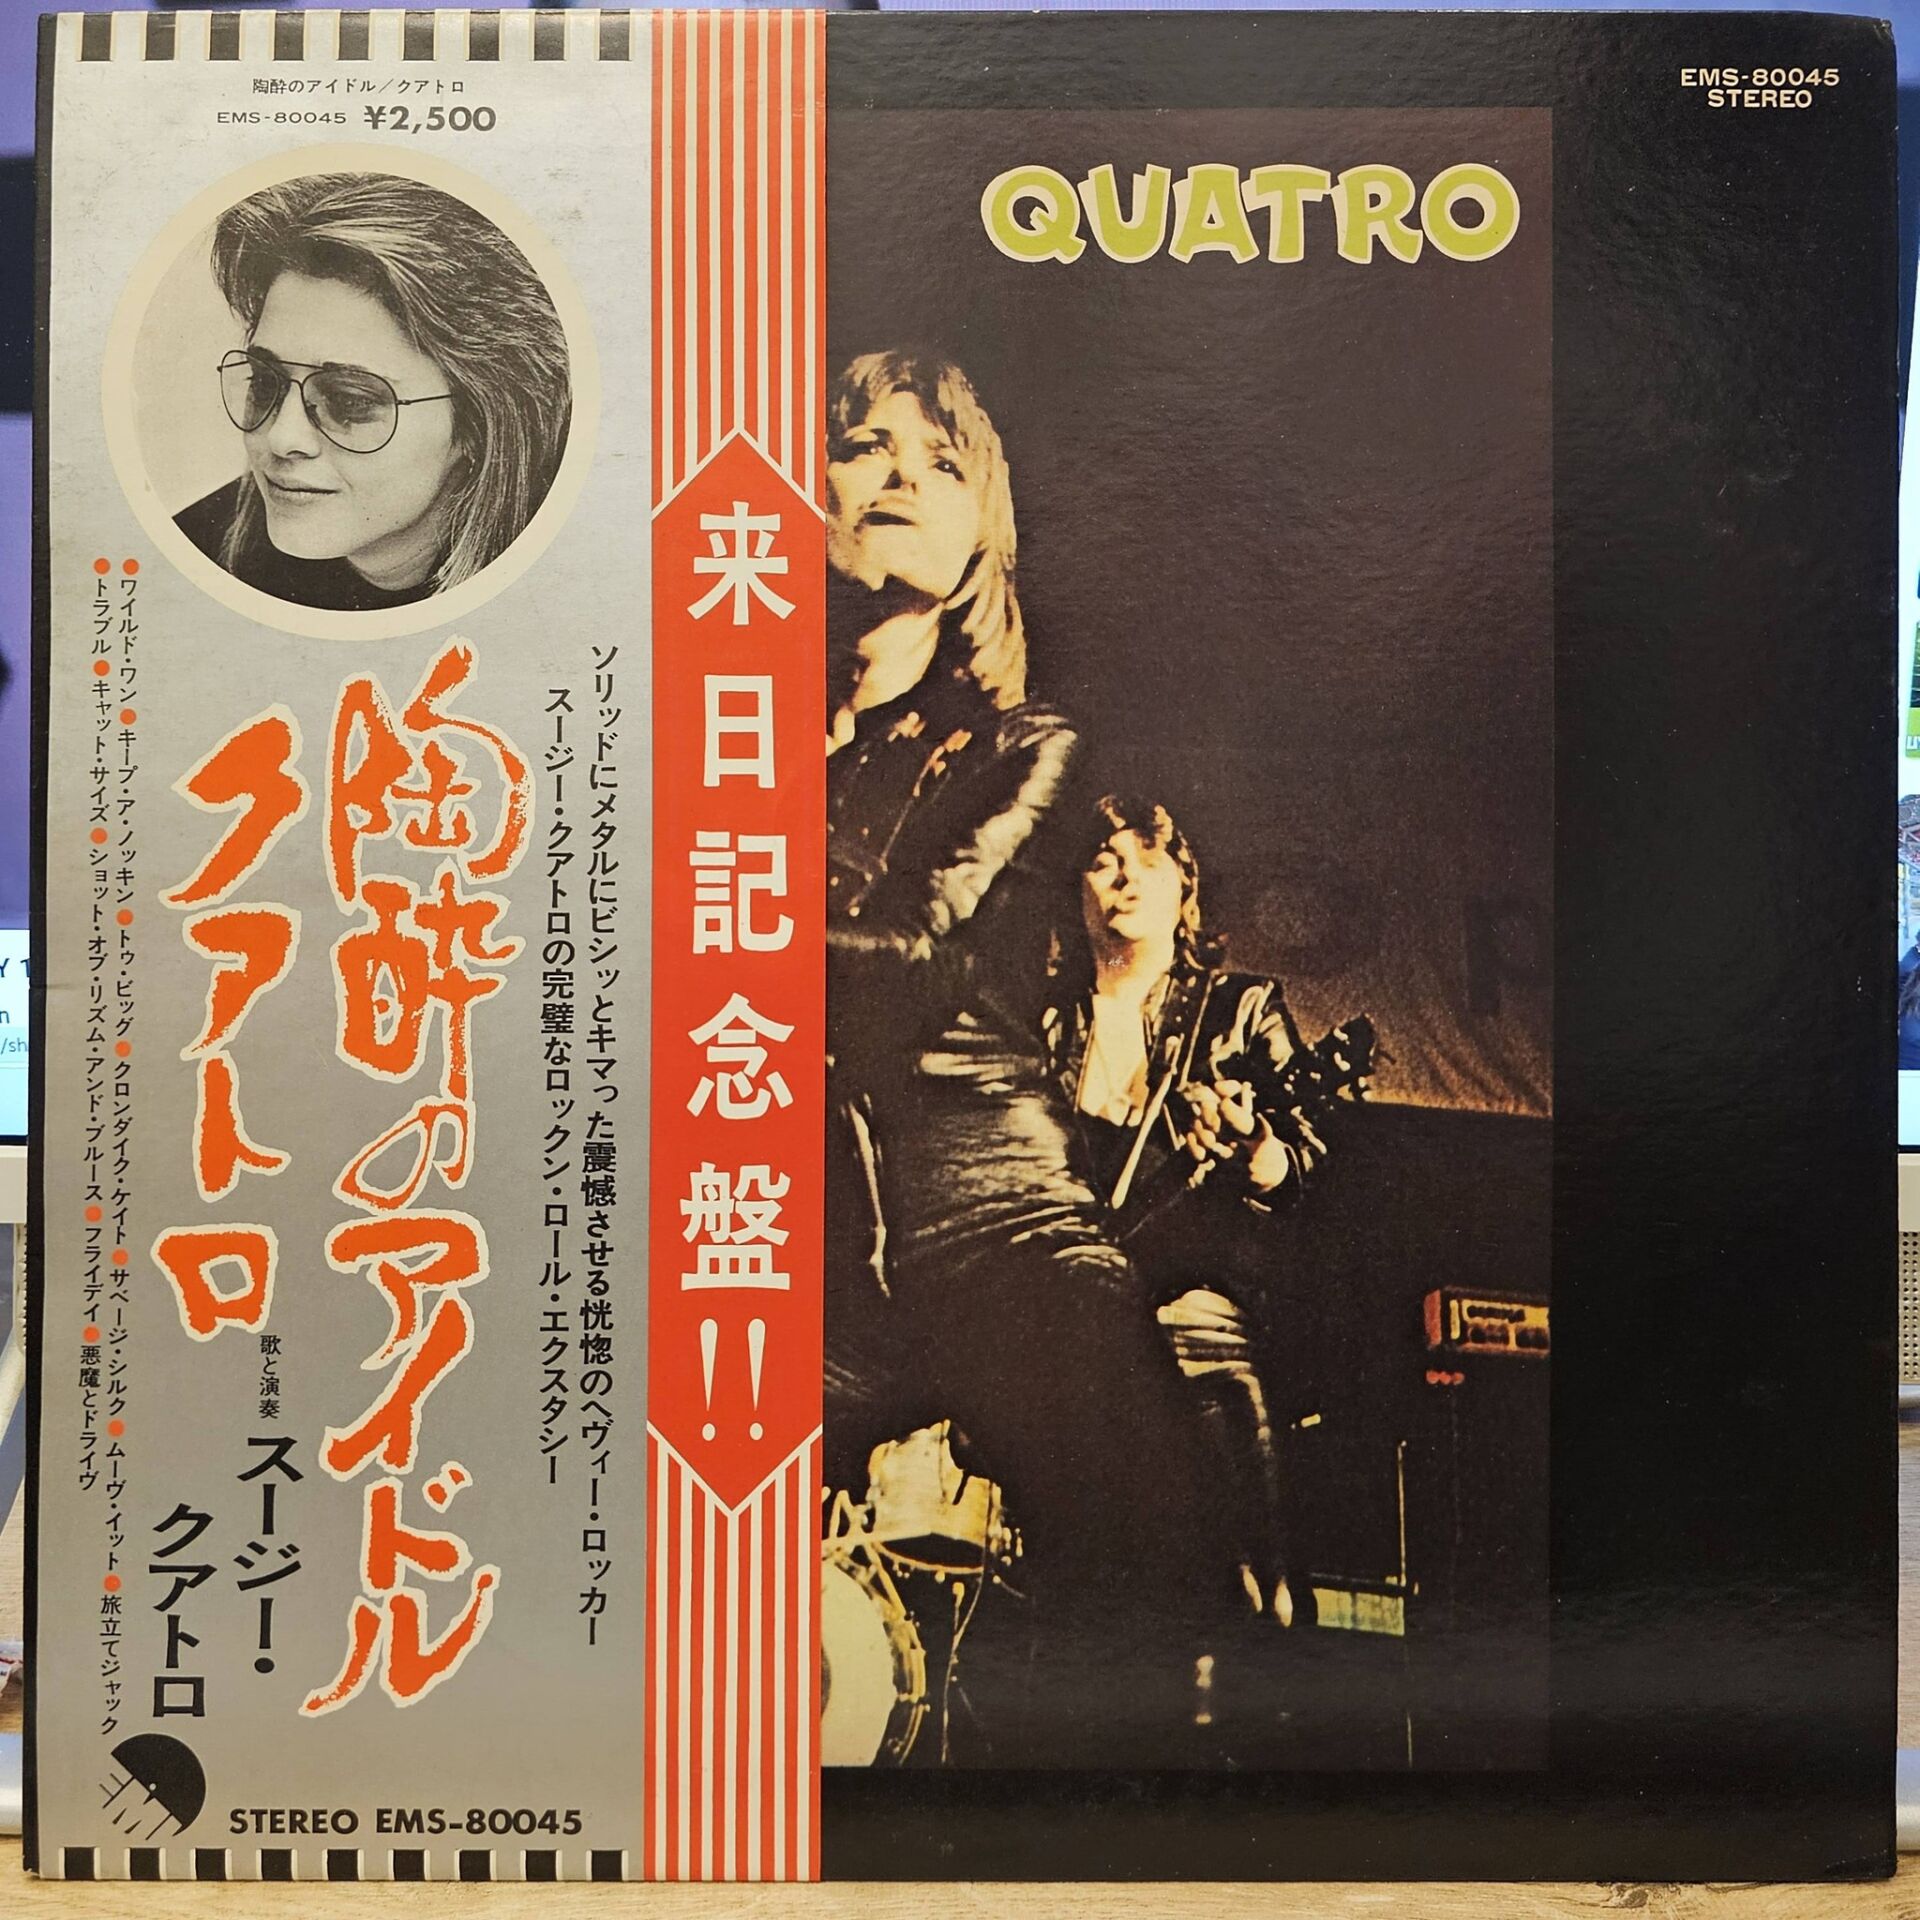 陶酔のアイドル／クアトロ
EMS-80045 ¥2,500
来日記念盤!!
ソリッドにメタルにビシッとキマった震憾させる恍惚のヘヴィー・ロッカー
スージー・クアトロの完璧なロックン・ロール・エクスタシー
陶酔のアイドル
クアトロ
歌と演奏 スージー・
クアトロ
●ワイルド・ワン●キープ・ア・ノッキン●トゥ・ビッグ●クロンダイク・ケイト●サベージ・シルク●ムーヴ・イット●旅立てジャック
●トラブル●キャット・サイズ●ショット・オブ・リズム・アンド・ブルース●フライデイ●悪魔とドライヴ
STEREO EMS-80045
QUATRO
EMS-80045
STEREO